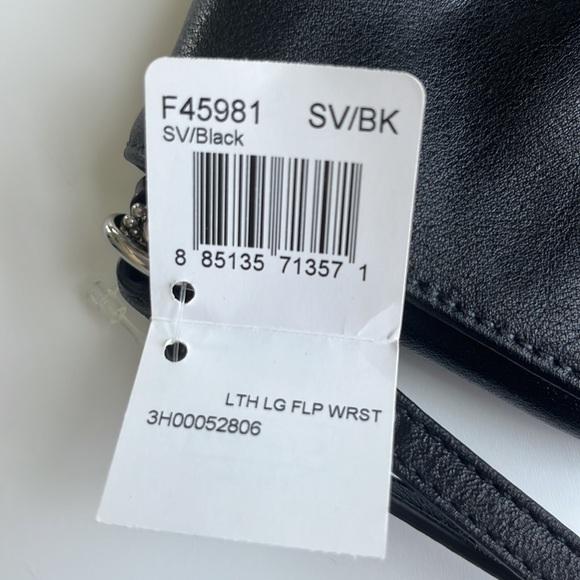 F45981 SV/BK
SV/Black
8 85135 71357 1
LTH LG FLP WRST
3H00052806